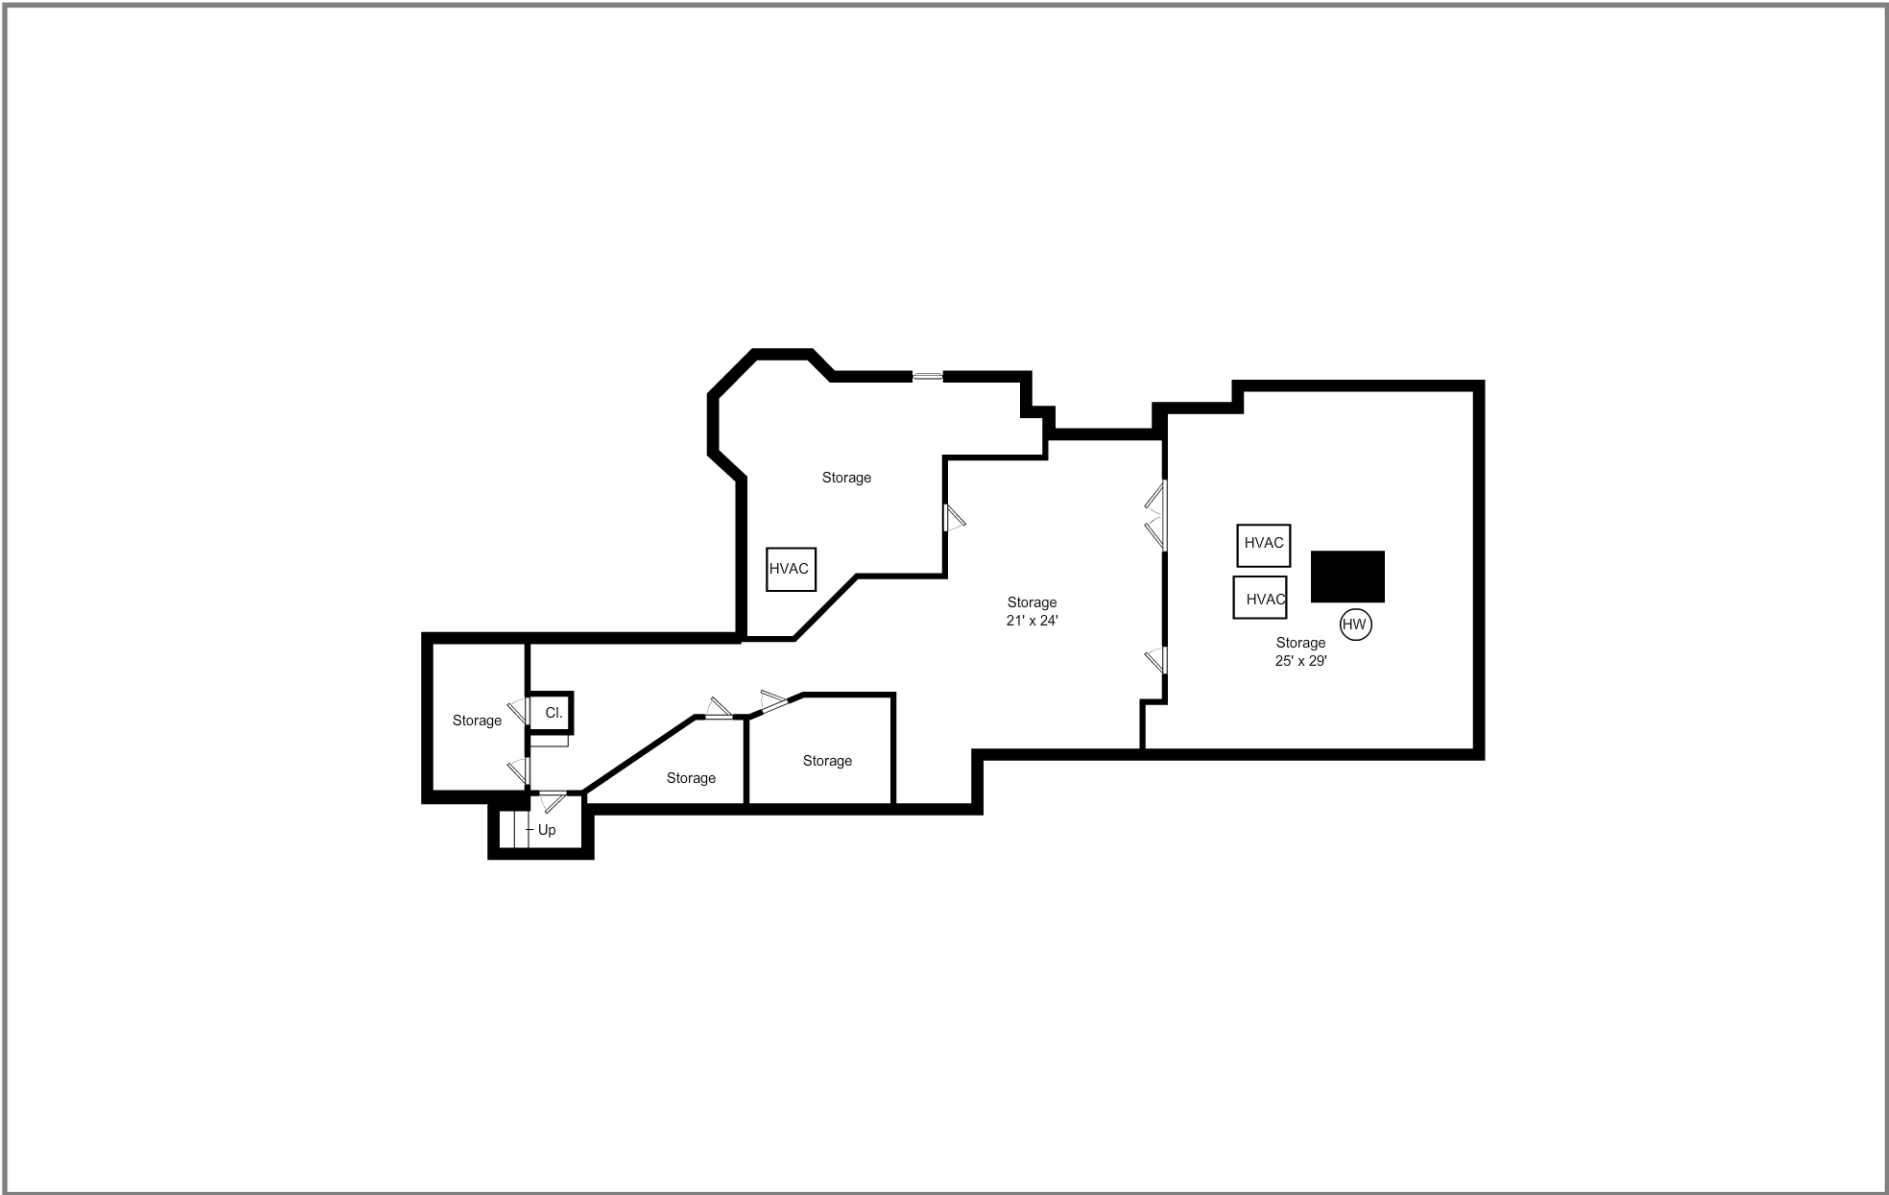 Storage
HVAC
Storage
21' x 24'
HVAC
HVAC
HW
Storage
25' x 29'
Storage
Cl.
Storage
Storage
Up